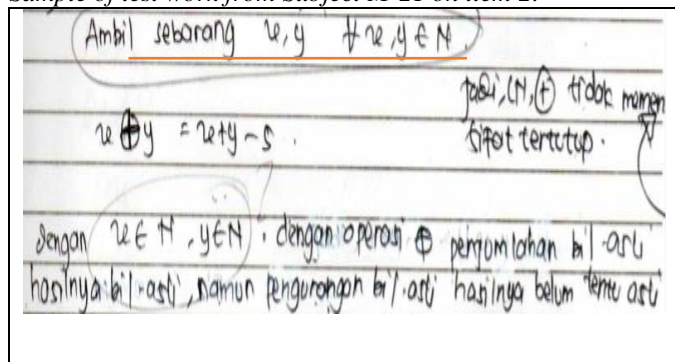 Sample of test work from Subject M-21 on item 2.
Ambil sebarang x, y ∀ x, y ∈ N.
Jadi, (N, ⊕) tidak memen
x ⊕ y = x + y - 5.
sifat tertutup.
dengan x ∈ N, y ∈ N. dengan operasi ⊕ penjumlahan bil. asli
hasilnya bil. asli, namun pengurangan bil. asli hasilnya belum tentu asli